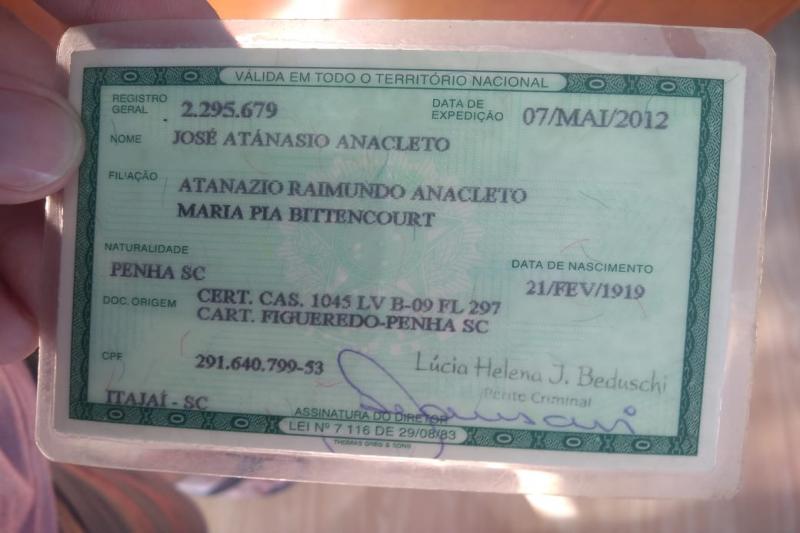 VÁLIDA EM TODO O TERRITÓRIO NACIONAL
REGISTRO GERAL 2.295.679 DATA DE EXPEDIÇÃO 07/MAI/2012
NOME JOSÉ ATÁNASIO ANACLETO
FILIAÇÃO ATANAZIO RAIMUNDO ANACLETO
MARIA PIA BITTENCOURT
NATURALIDADE DATA DE NASCIMENTO
PENHA SC 21/FEV/1919
DOC. ORIGEM CERT. CAS. 1045 LV B-09 FL 297
CART. FIGUEREDO-PENHA SC
CPF 291.640.799-53 Lúcia Helena J. Beduschi
Perito Criminal
ITAJAÍ - SC
ASSINATURA DO DIRETOR
LEI Nº 7 116 DE 29/08/83
THOMAS GREG & SONS